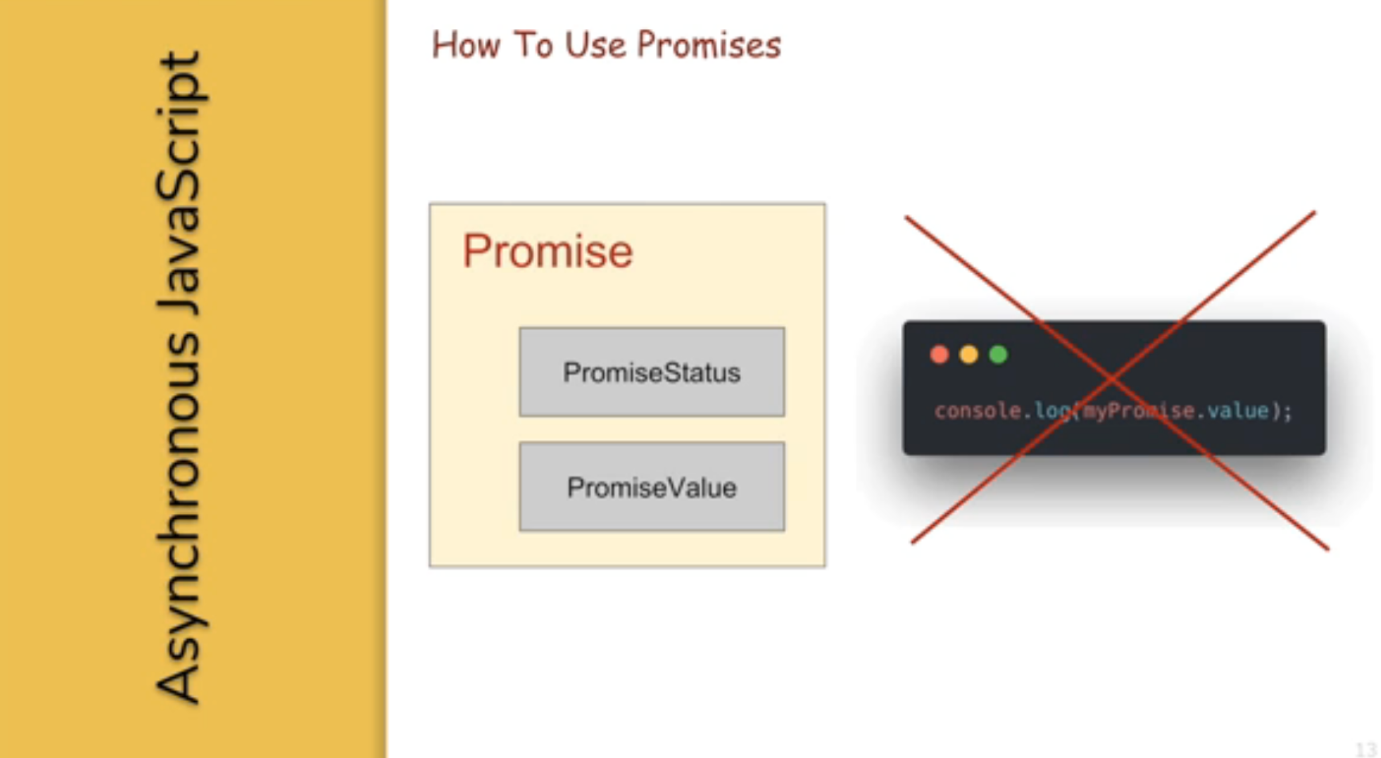 Asynchronous JavaScript
How To Use Promises
Promise
PromiseStatus
PromiseValue
console.log(myPromise.value);
13